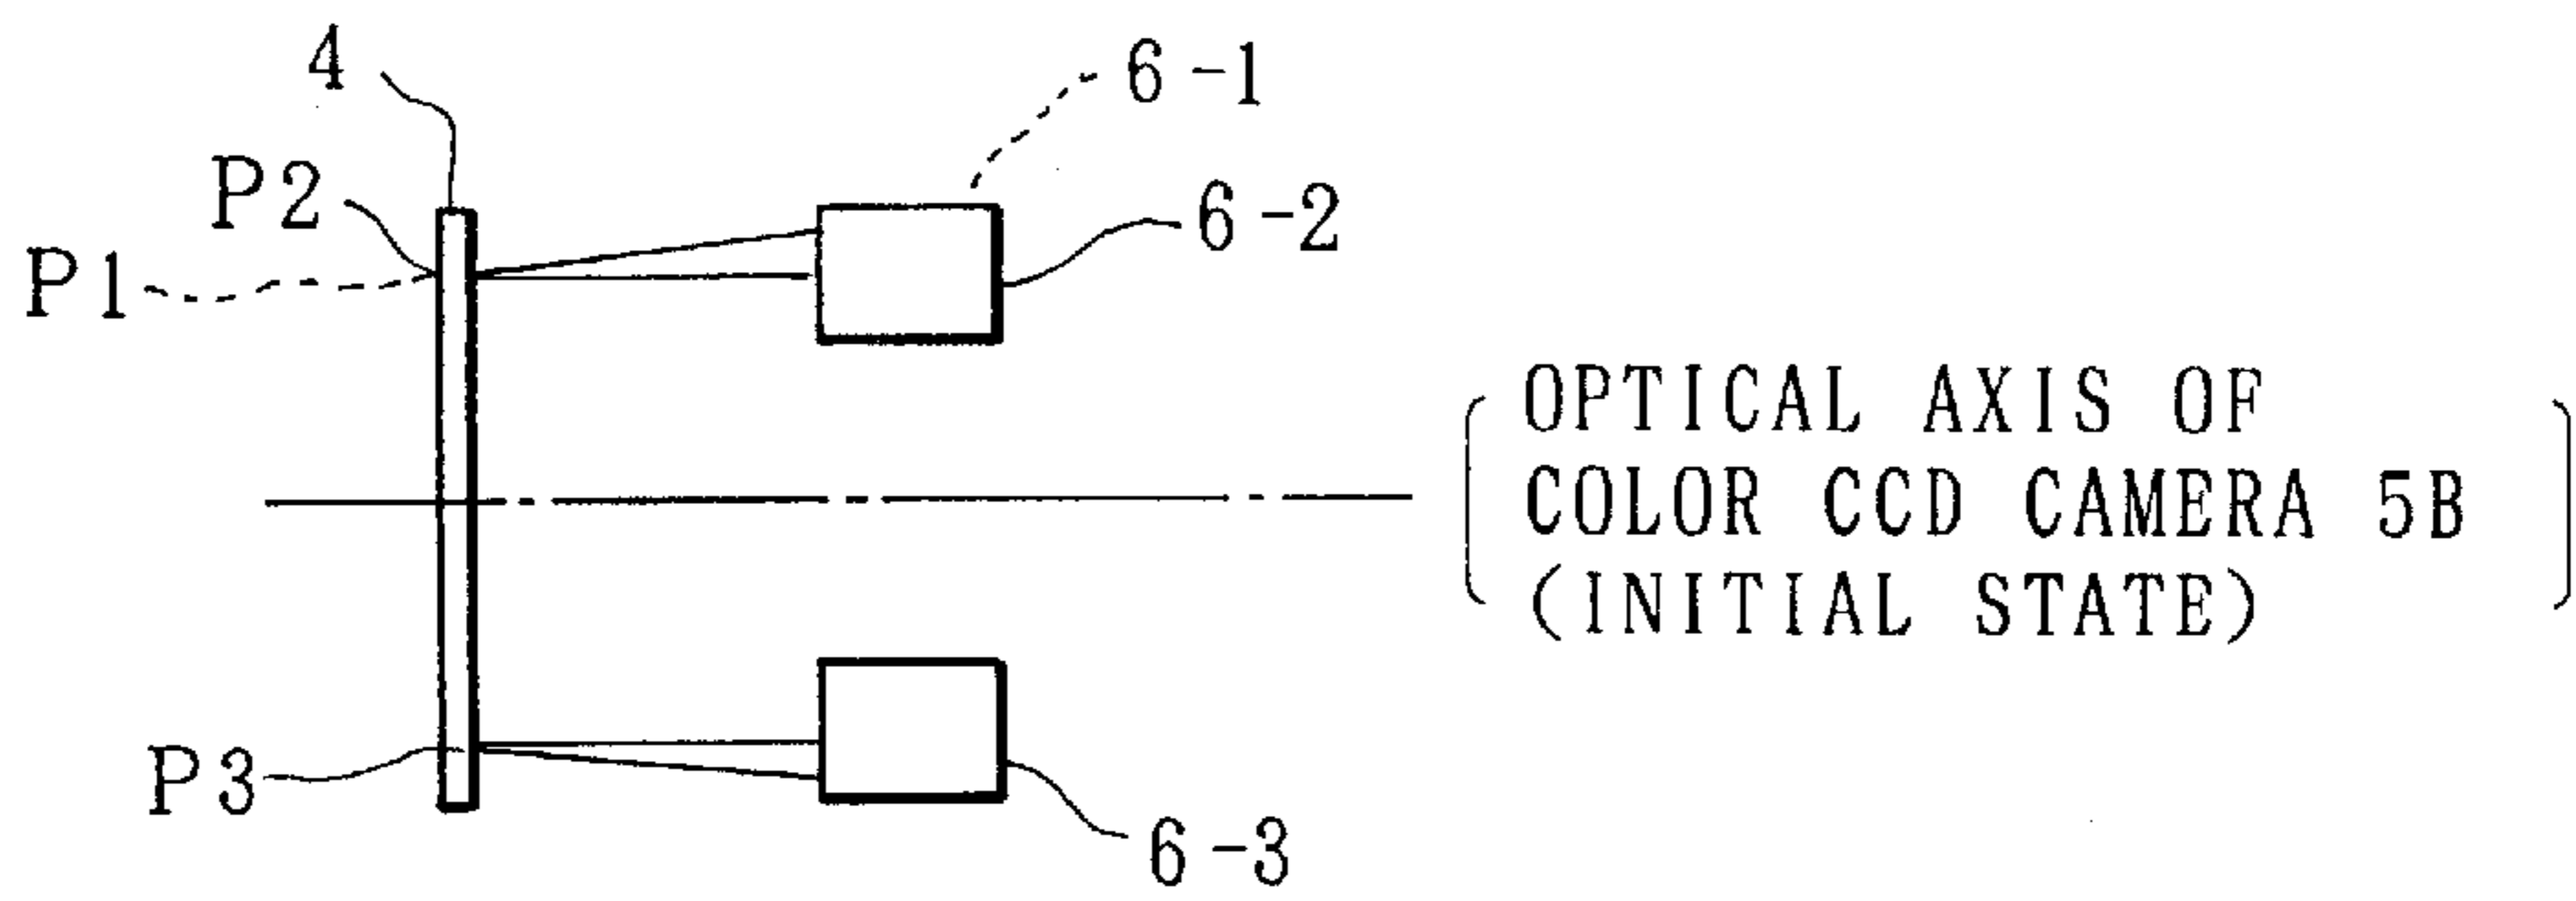 4
6-1
P2
6-2
P1
OPTICAL AXIS OF
COLOR CCD CAMERA 5B
(INITIAL STATE)
P3
6-3